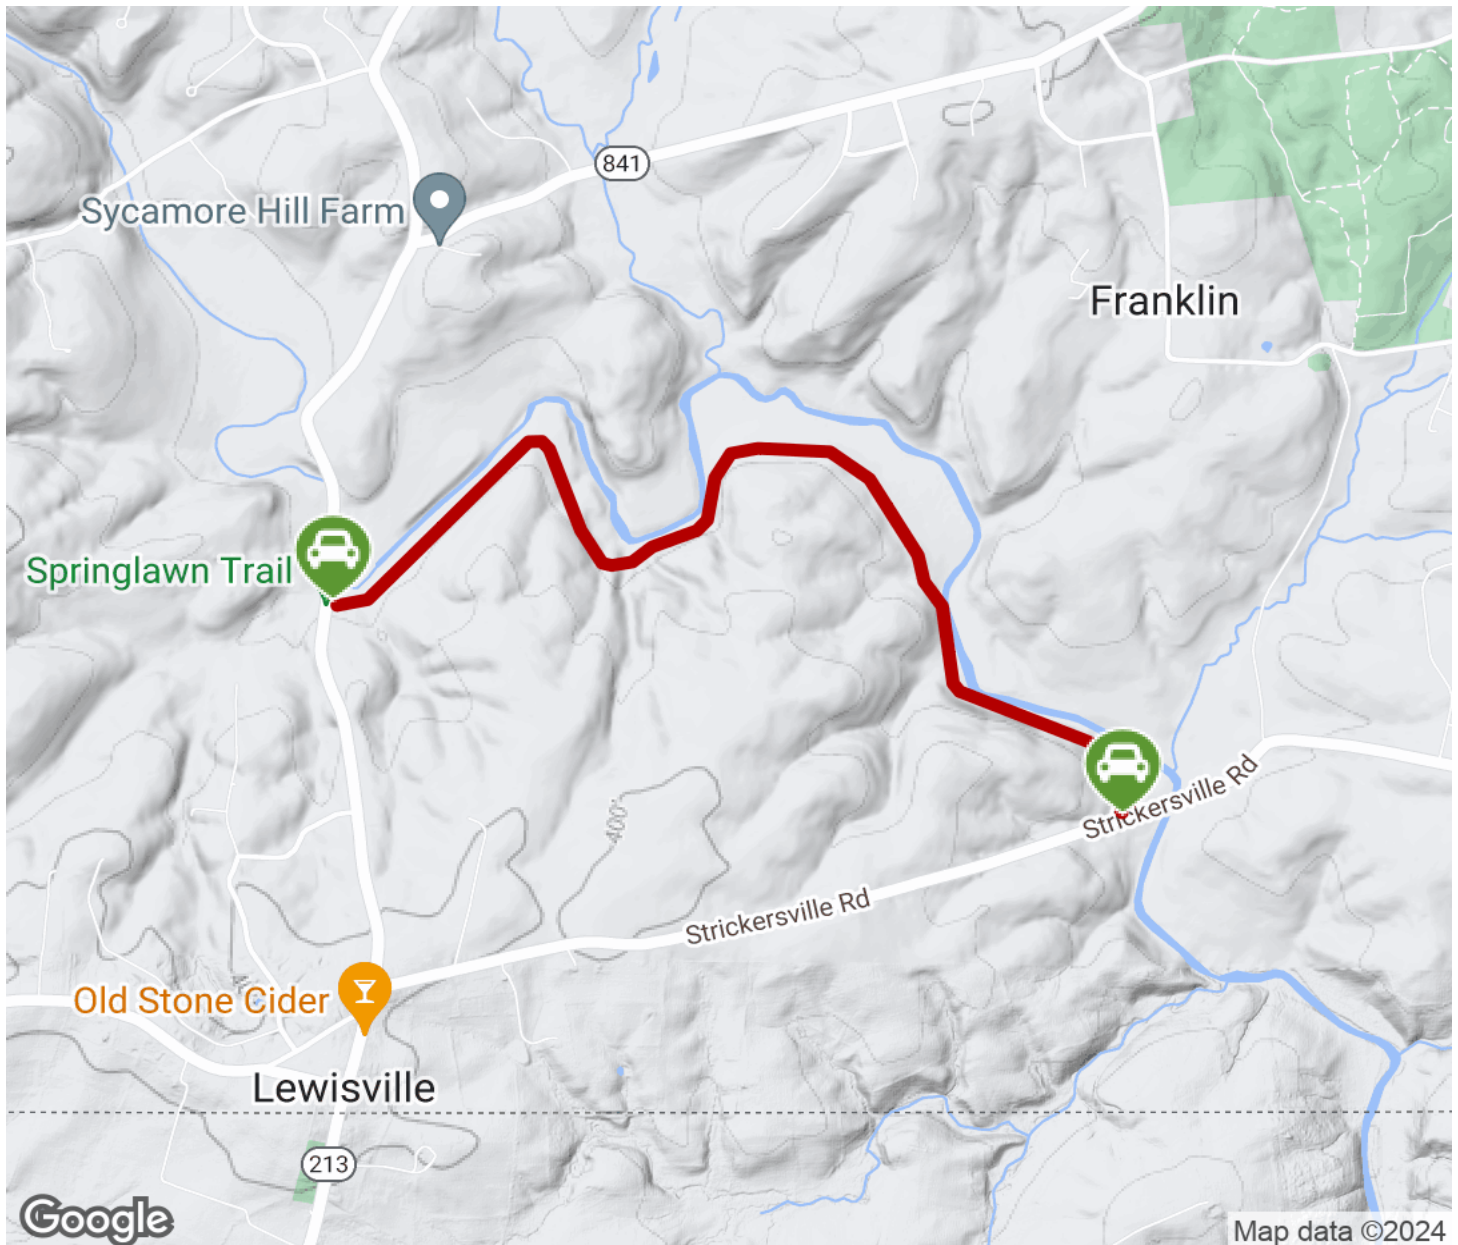 841
Sycamore Hill Farm
Franklin
Springlawn Trail
Strickersville Rd
400'
Strickersville Rd
Old Stone Cider
Lewisville
213
Google
Map data ©2024